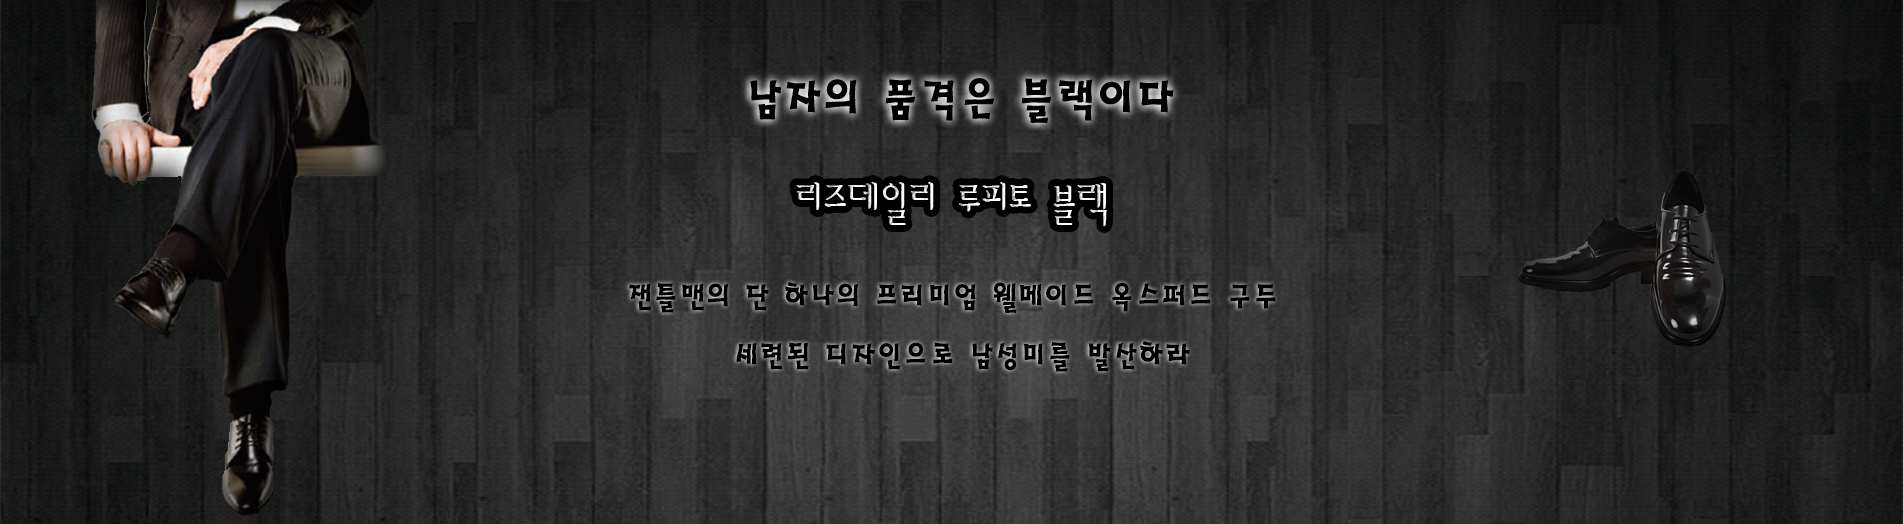 남자의 품격은 블랙이다
리즈데일리 루피토 블랙
잰틀맨의 단 하나의 프리미엄 웰메이드 옥스퍼드 구두
세련된 디자인으로 남성미를 발산하라